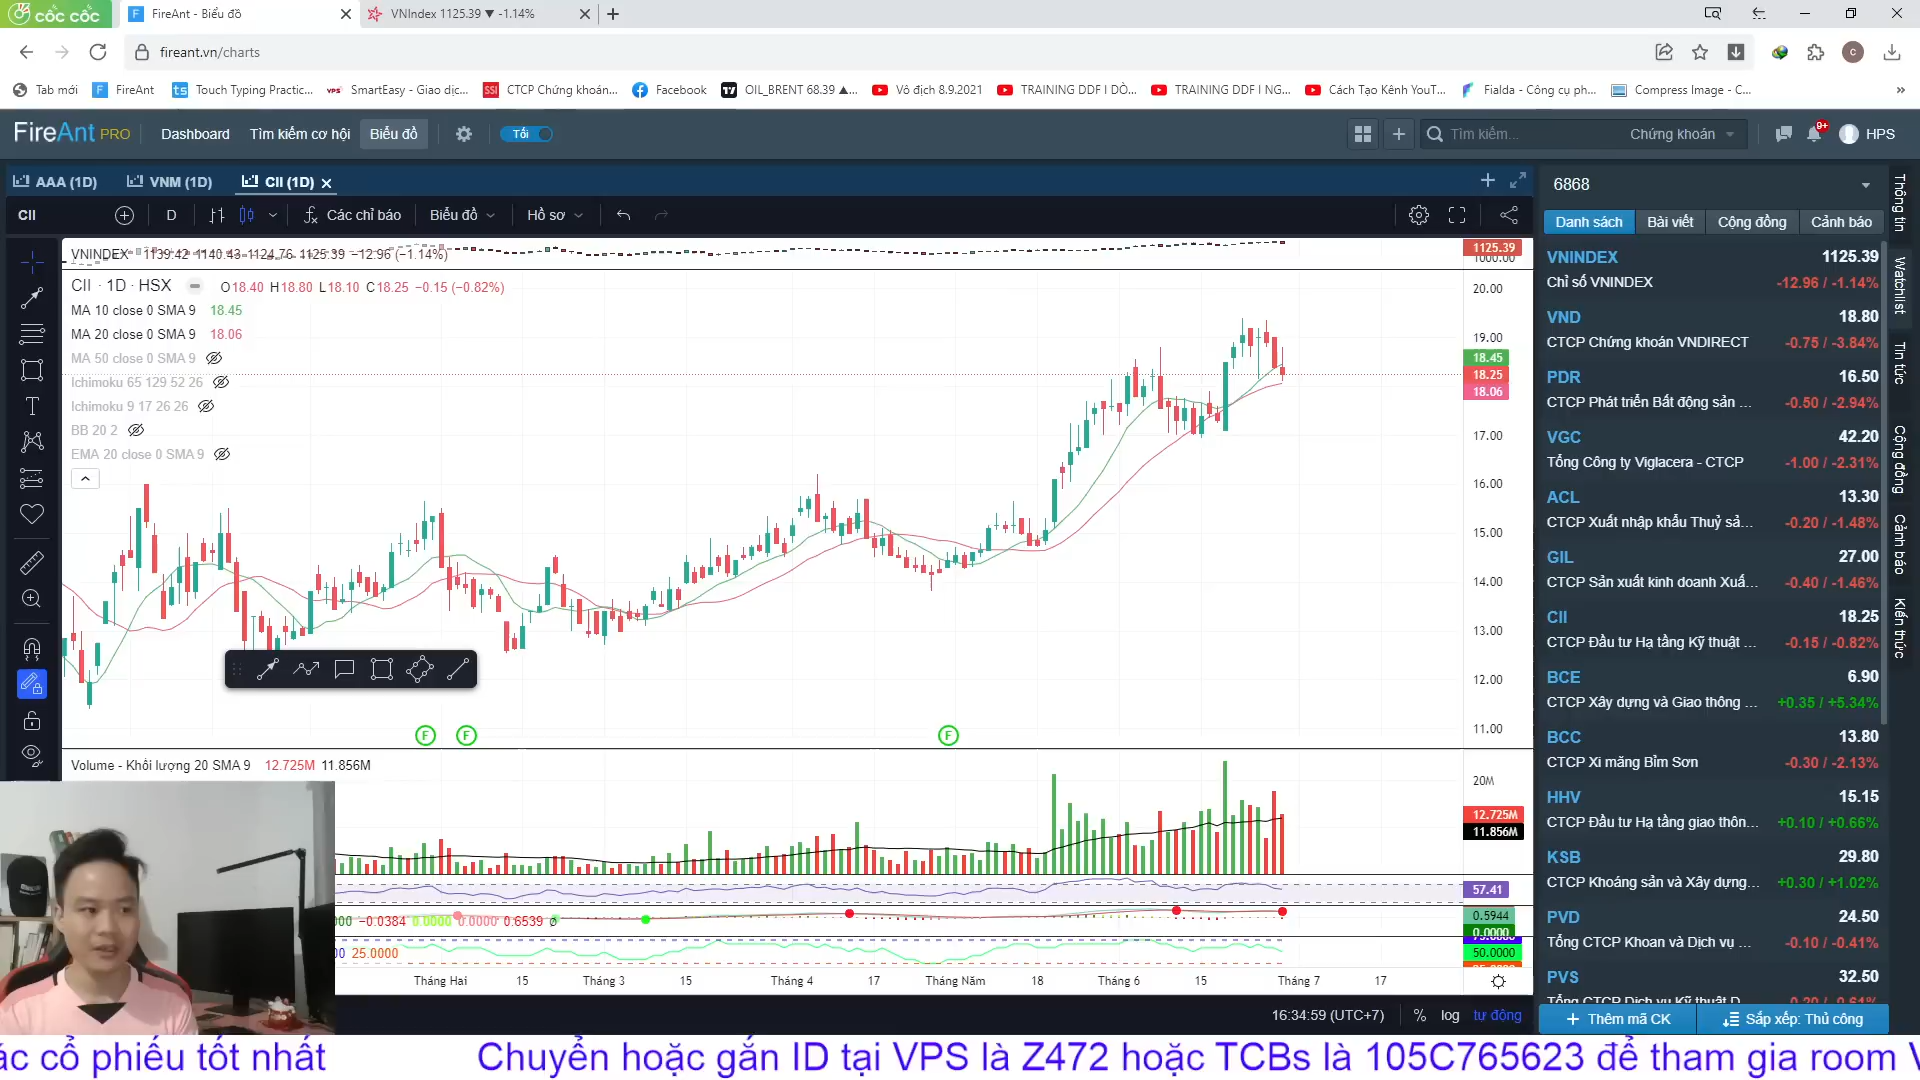 cốc cốc
FireAnt - Biểu đồ
VNIndex 1125.39 ▼ -1.14%
fireant.vn/charts
C
Tab mới
FireAnt
Touch Typing Practic...
SmartEasy - Giao dịc...
CTCP Chứng khoán...
Facebook
OIL_BRENT 68.39 ▲...
Vô địch 8.9.2021
TRAINING DDF I DÒ...
TRAINING DDF I NG...
Cách Tạo Kênh YouT...
Fialda - Công cụ ph...
Compress Image - C...
FireAnt PRO
Dashboard
Tìm kiếm cơ hội
Biểu đồ
Tối
Tìm kiếm...
Chứng khoán
9+
HPS
AAA (1D)
VNM (1D)
CII (1D)
CII
D
Các chỉ báo
Biểu đồ
Hồ sơ
VNINDEX 1139.42 1140.43 1124.76 1125.39 −12.96 (−1.14%)
CII · 1D · HSX O18.40 H18.80 L18.10 C18.25 −0.15 (−0.82%)
MA 10 close 0 SMA 9 18.45
MA 20 close 0 SMA 9 18.06
MA 50 close 0 SMA 9
Ichimoku 65 129 52 26
Ichimoku 9 17 26 26
BB 20 2
EMA 20 close 0 SMA 9
1125.39
1000.00
20.00
19.00
18.45
18.25
18.06
17.00
16.00
15.00
14.00
13.00
12.00
11.00
F
F
F
Volume - Khối lượng 20 SMA 9 12.725M 11.856M
20M
12.725M
11.856M
57.41
−0.0384 0.0000 0.0000 0.6539 ø
0.5944
0.0000
25.0000
50.0000
Tháng Hai
15
Tháng 3
15
Tháng 4
17
Tháng Năm
18
Tháng 6
15
Tháng 7
17
16:34:59 (UTC+7)
%
log
tự động
6868
Danh sách
Bài viết
Cộng đồng
Cảnh báo
VNINDEX 1125.39
Chỉ số VNINDEX -12.96 / -1.14%
VND 18.80
CTCP Chứng khoán VNDIRECT -0.75 / -3.84%
PDR 16.50
CTCP Phát triển Bất động sản ... -0.50 / -2.94%
VGC 42.20
Tổng Công ty Viglacera - CTCP -1.00 / -2.31%
ACL 13.30
CTCP Xuất nhập khẩu Thuỷ sả... -0.20 / -1.48%
GIL 27.00
CTCP Sản xuất kinh doanh Xuấ... -0.40 / -1.46%
CII 18.25
CTCP Đầu tư Hạ tầng Kỹ thuật ... -0.15 / -0.82%
BCE 6.90
CTCP Xây dựng và Giao thông ... +0.35 / +5.34%
BCC 13.80
CTCP Xi măng Bỉm Sơn -0.30 / -2.13%
HHV 15.15
CTCP Đầu tư Hạ tầng giao thôn... +0.10 / +0.66%
KSB 29.80
CTCP Khoáng sản và Xây dựng... +0.30 / +1.02%
PVD 24.50
Tổng CTCP Khoan và Dịch vụ ... -0.10 / -0.41%
PVS 32.50
Tổng CTCP Dịch vụ Kỹ thuật D... -0.20 / -0.61%
Thêm mã CK
Sắp xếp: Thủ công
Thông tin
Watchlist
Tin tức
Cộng đồng
Cảnh báo
Kiến thức
ác cổ phiếu tốt nhất Chuyển hoặc gắn ID tại VPS là Z472 hoặc TCBs là 105C765623 để tham gia room V